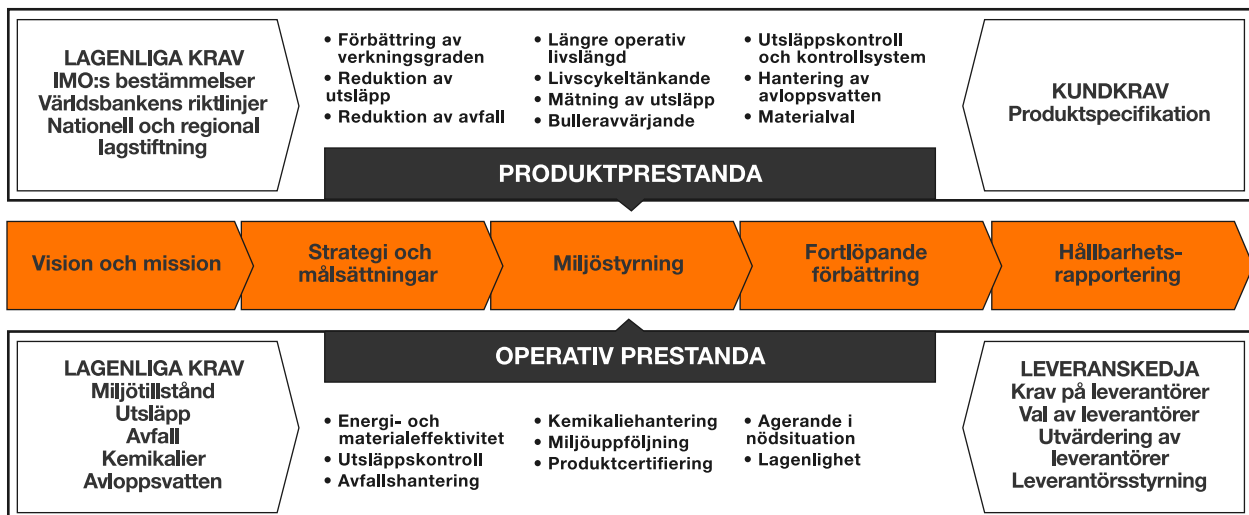 LAGENLIGA KRAV
IMO:s bestämmelser
Världsbankens riktlinjer
Nationell och regional
lagstiftning
• Förbättring av
verkningsgraden
• Reduktion av
utsläpp
• Reduktion av avfall
• Längre operativ
livslängd
• Livscykeltänkande
• Mätning av utsläpp
• Bulleravvärjande
• Utsläppskontroll
och kontrollsystem
• Hantering av
avloppsvatten
• Materialval
KUNDKRAV
Produktspecifikation
PRODUKTPRESTANDA
Vision och mission
Strategi och
målsättningar
Miljöstyrning
Fortlöpande
förbättring
Hållbarhets-
rapportering
OPERATIV PRESTANDA
LAGENLIGA KRAV
Miljötillstånd
Utsläpp
Avfall
Kemikalier
Avloppsvatten
• Energi- och
materialeffektivitet
• Utsläppskontroll
• Avfallshantering
• Kemikaliehantering
• Miljöuppföljning
• Produktcertifiering
• Agerande i
nödsituation
• Lagenlighet
LEVERANSKEDJA
Krav på leverantörer
Val av leverantörer
Utvärdering av
leverantörer
Leverantörsstyrning